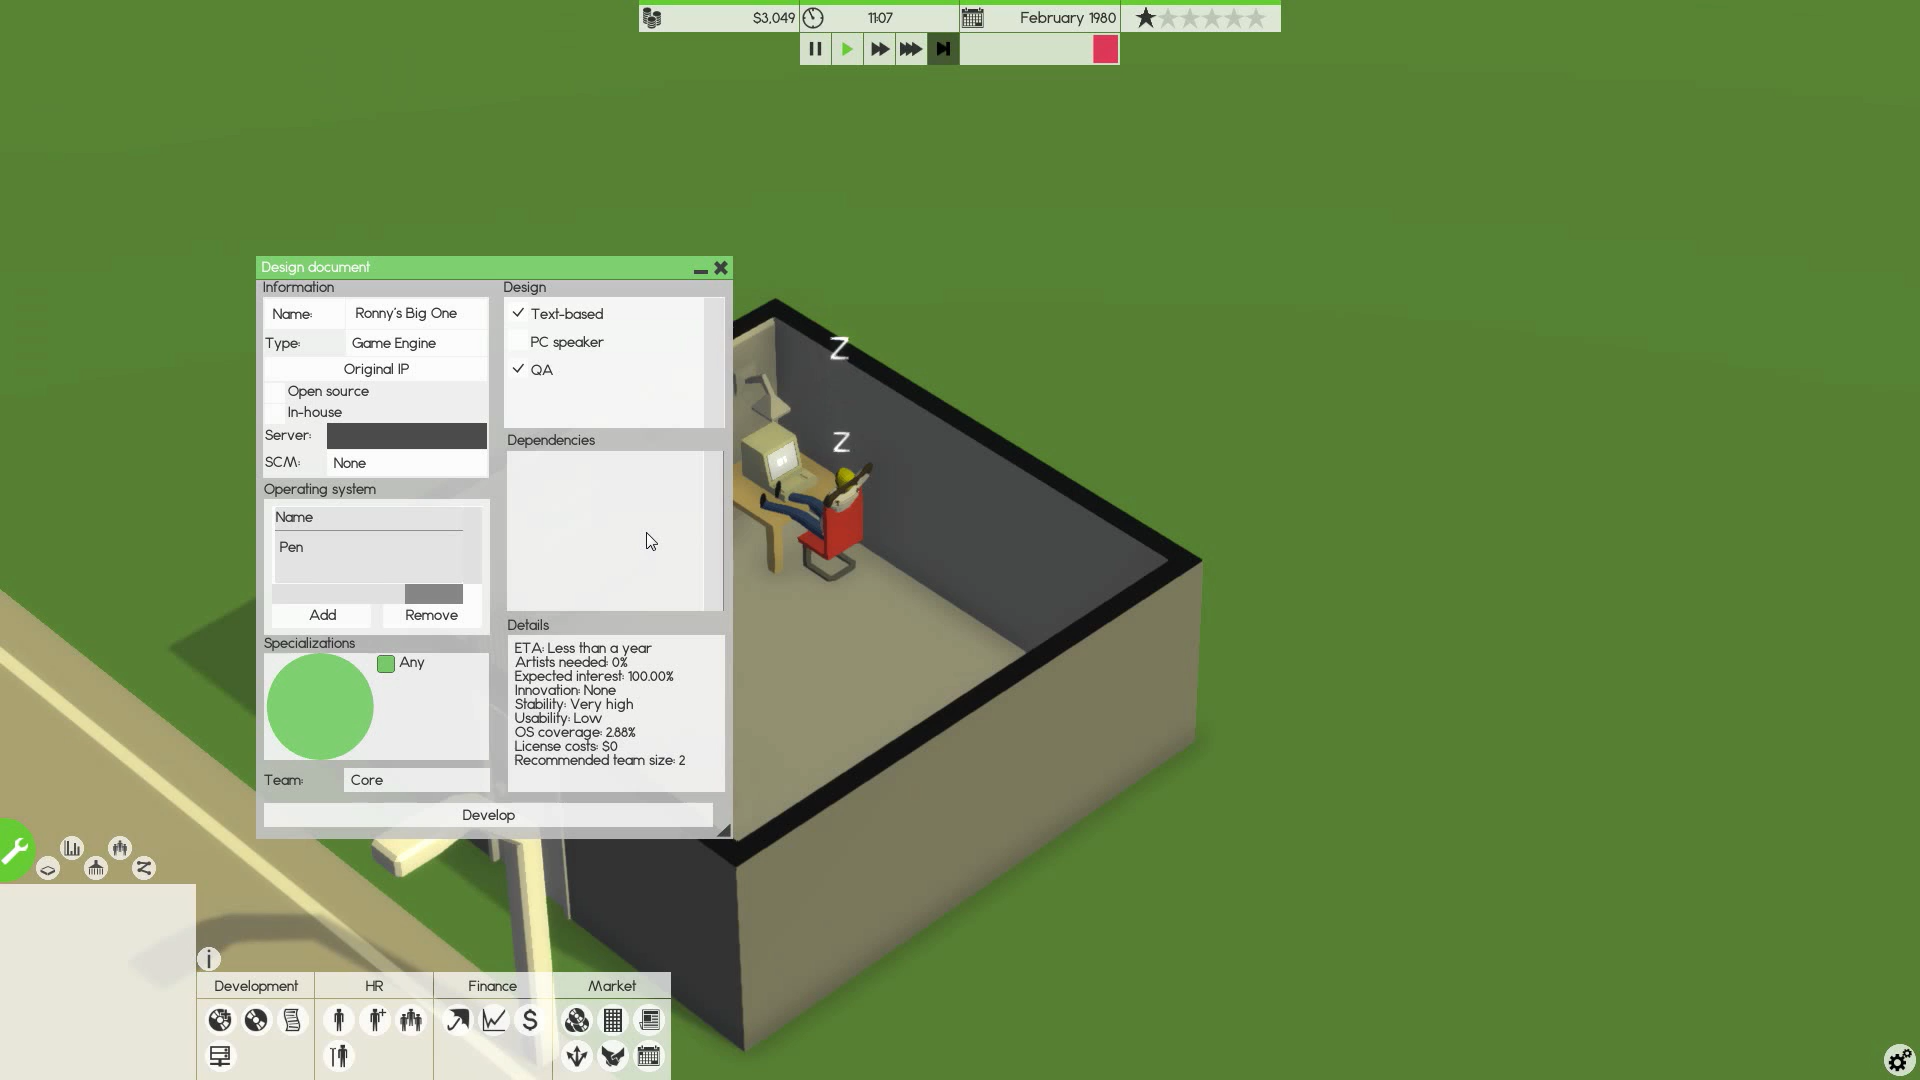 $3,049
11:07
February 1980
Design document
Information
Name: Ronny's Big One
Type: Game Engine
Original IP
Open source
In-house
Server:
SCM: None
Operating system
Name
Pen
Add Remove
Specializations
Any
Team: Core
Design
Text-based
PC speaker
QA
Dependencies
Details
ETA: Less than a year
Artists needed: 0%
Expected interest: 100.00%
Innovation: None
Stability: Very high
Usability: Low
OS coverage: 2.88%
License costs: $0
Recommended team size: 2
Develop
Z
Z
i
Development HR Finance Market